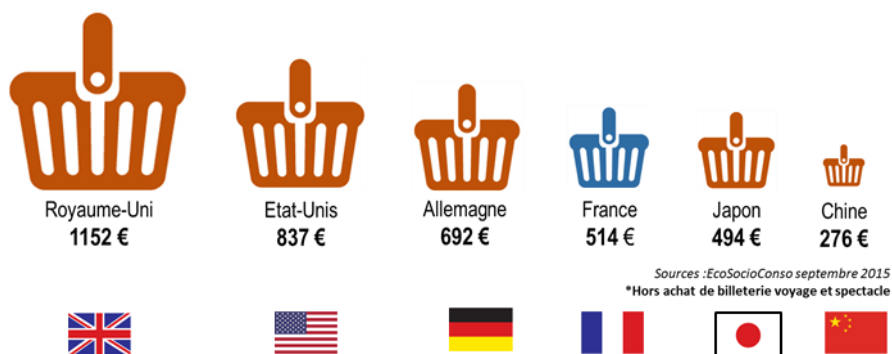 Royaume-Uni
1152 €
Etat-Unis
837 €
Allemagne
692 €
France
514 €
Japon
494 €
Chine
276 €
Sources :EcoSocioConso septembre 2015
*Hors achat de billeterie voyage et spectacle